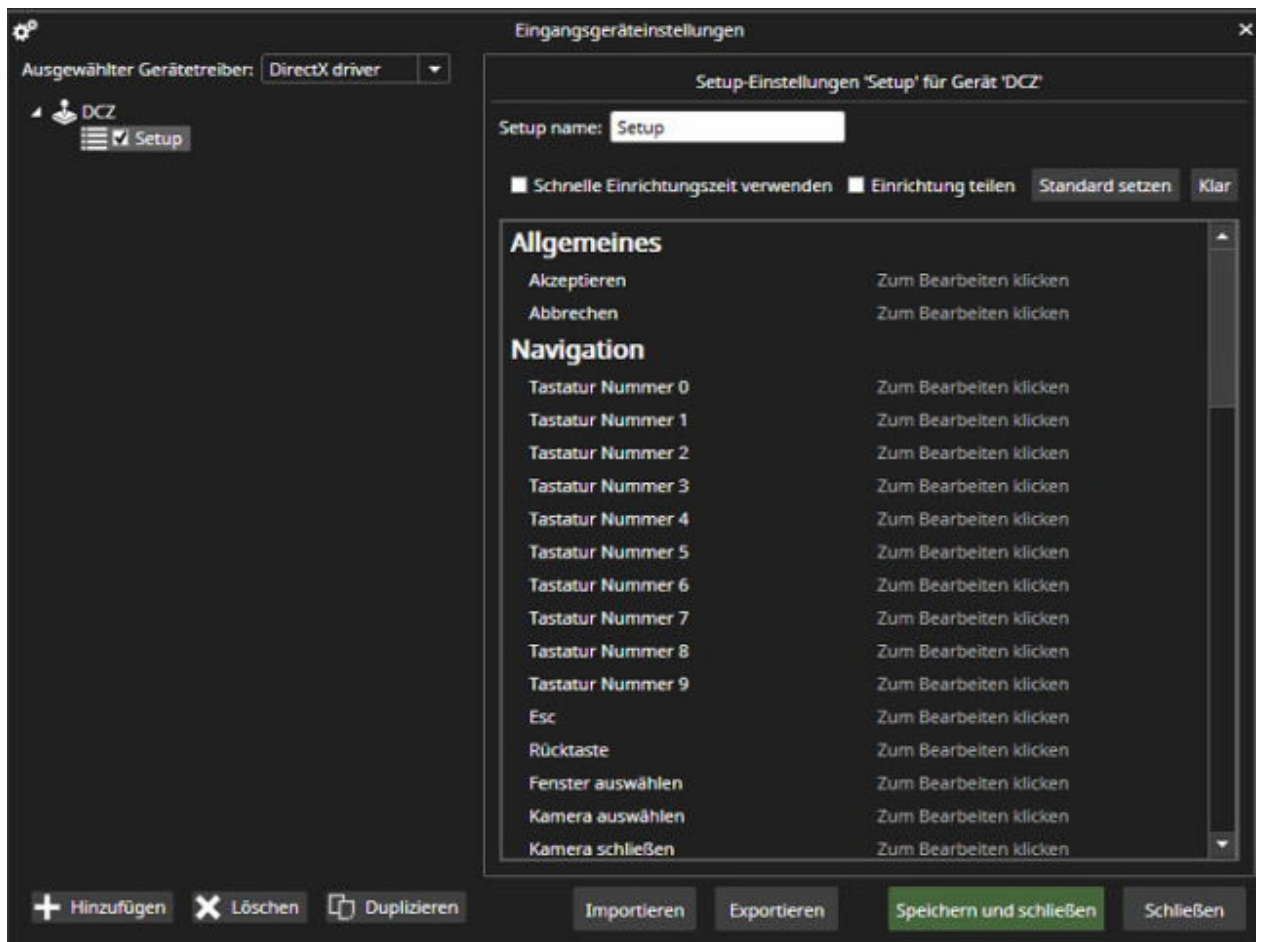 Eingangsgeräteinstellungen
Ausgewählter Gerätetreiber: DirectX driver
DCZ
Setup
Setup-Einstellungen 'Setup' für Gerät 'DCZ'
Setup name: Setup
Schnelle Einrichtungszeit verwenden Einrichtung teilen Standard setzen Klar
Allgemeines
Akzeptieren Zum Bearbeiten klicken
Abbrechen Zum Bearbeiten klicken
Navigation
Tastatur Nummer 0 Zum Bearbeiten klicken
Tastatur Nummer 1 Zum Bearbeiten klicken
Tastatur Nummer 2 Zum Bearbeiten klicken
Tastatur Nummer 3 Zum Bearbeiten klicken
Tastatur Nummer 4 Zum Bearbeiten klicken
Tastatur Nummer 5 Zum Bearbeiten klicken
Tastatur Nummer 6 Zum Bearbeiten klicken
Tastatur Nummer 7 Zum Bearbeiten klicken
Tastatur Nummer 8 Zum Bearbeiten klicken
Tastatur Nummer 9 Zum Bearbeiten klicken
Esc Zum Bearbeiten klicken
Rücktaste Zum Bearbeiten klicken
Fenster auswählen Zum Bearbeiten klicken
Kamera auswählen Zum Bearbeiten klicken
Kamera schließen Zum Bearbeiten klicken
Hinzufügen Löschen Duplizieren Importieren Exportieren Speichern und schließen Schließen